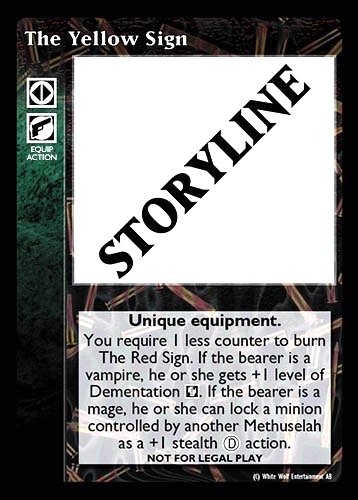 The Yellow Sign
EQUIP
ACTION
STORYLINE
Unique equipment.
You require 1 less counter to burn
The Red Sign. If the bearer is a
vampire, he or she gets +1 level of
Dementation. If the bearer is a
mage, he or she can lock a minion
controlled by another Methuselah
as a +1 stealth Ⓓ action.
NOT FOR LEGAL PLAY
(C) White Wolf Entertainment AB